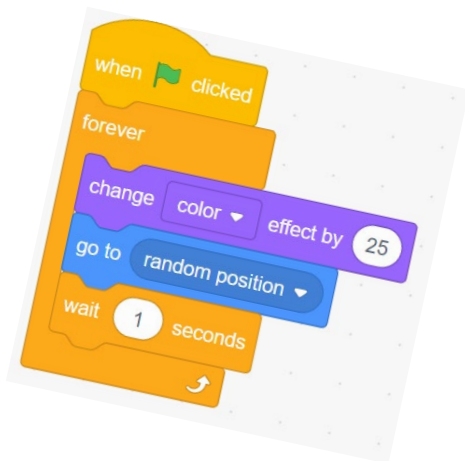 when clicked
forever
change color effect by 25
go to random position
wait 1 seconds